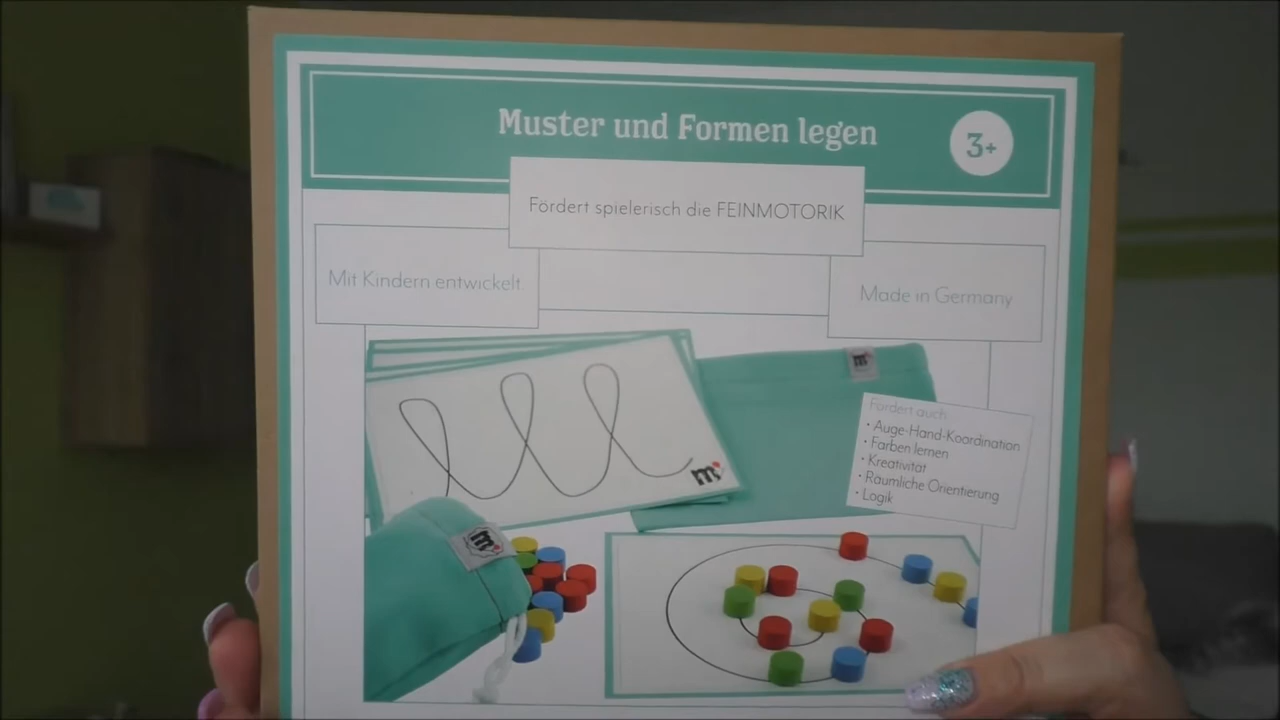 Muster und Formen legen
3+
Fördert spielerisch die FEINMOTORIK
Mit Kindern entwickelt
Made in Germany
Fördert auch
• Auge-Hand-Koordination
• Farben lernen
• Kreativität
• Räumliche Orientierung
• Logik
m
m
m